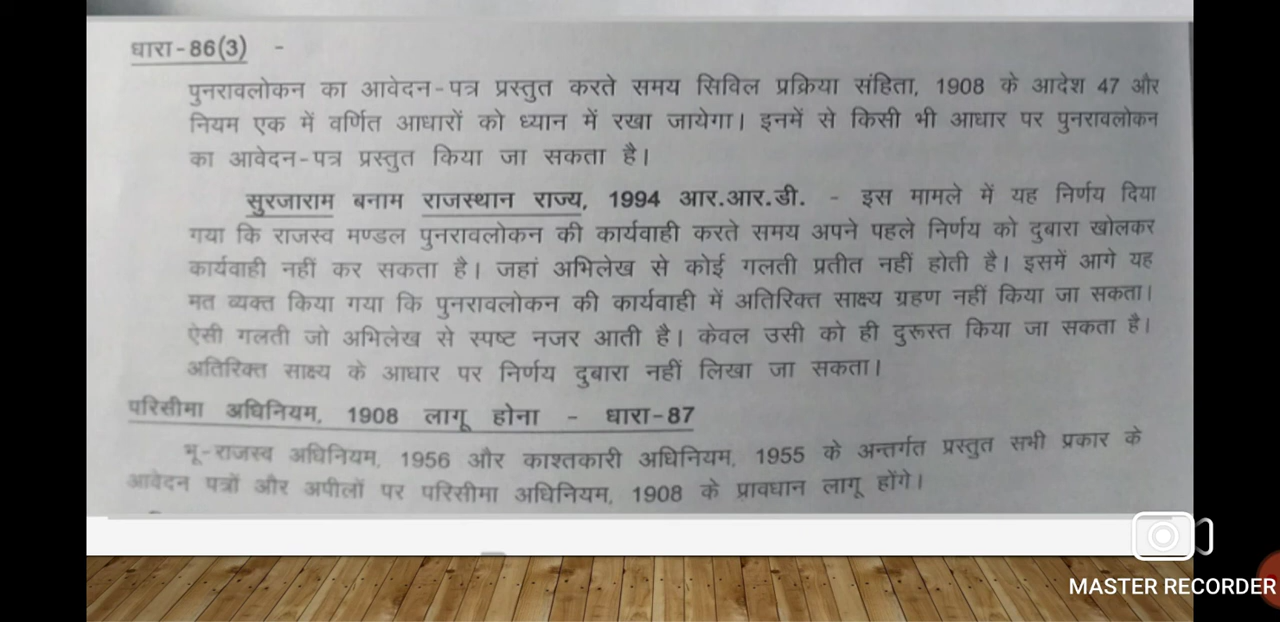 धारा-86(3) -
पुनरावलोकन का आवेदन-पत्र प्रस्तुत करते समय सिविल प्रक्रिया संहिता, 1908 के आदेश 47 और
नियम एक में वर्णित आधारों को ध्यान में रखा जायेगा। इनमें से किसी भी आधार पर पुनरावलोकन
का आवेदन-पत्र प्रस्तुत किया जा सकता है।
सुरजाराम बनाम राजस्थान राज्य, 1994 आर.आर.डी. - इस मामले में यह निर्णय दिया
गया कि राजस्व मण्डल पुनरावलोकन की कार्यवाही करते समय अपने पहले निर्णय को दुबारा खोलकर
कार्यवाही नहीं कर सकता है। जहां अभिलेख से कोई गलती प्रतीत नहीं होती है। इसमें आगे यह
मत व्यक्त किया गया कि पुनरावलोकन की कार्यवाही में अतिरिक्त साक्ष्य ग्रहण नहीं किया जा सकता।
ऐसी गलती जो अभिलेख से स्पष्ट नजर आती है। केवल उसी को ही दुरूस्त किया जा सकता है।
अतिरिक्त साक्ष्य के आधार पर निर्णय दुबारा नहीं लिखा जा सकता।
परिसीमा अधिनियम, 1908 लागू होना - धारा-87
भू-राजस्व अधिनियम, 1956 और काश्तकारी अधिनियम, 1955 के अन्तर्गत प्रस्तुत सभी प्रकार के
आवेदन पत्रों और अपीलों पर परिसीमा अधिनियम, 1908 के प्रावधान लागू होंगे।
MASTER RECORDER